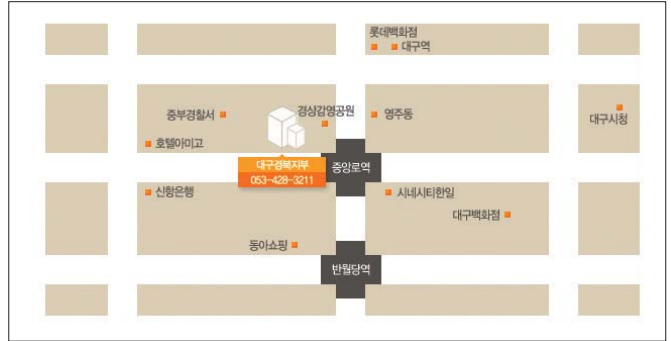 롯데백화점
대구역
중부경찰서
경상감영공원
영주동
대구시청
호텔아미고
대구경북지부
053-428-3211
중앙로역
신항은행
시네시티한일
대구백화점
동아쇼핑
반월당역